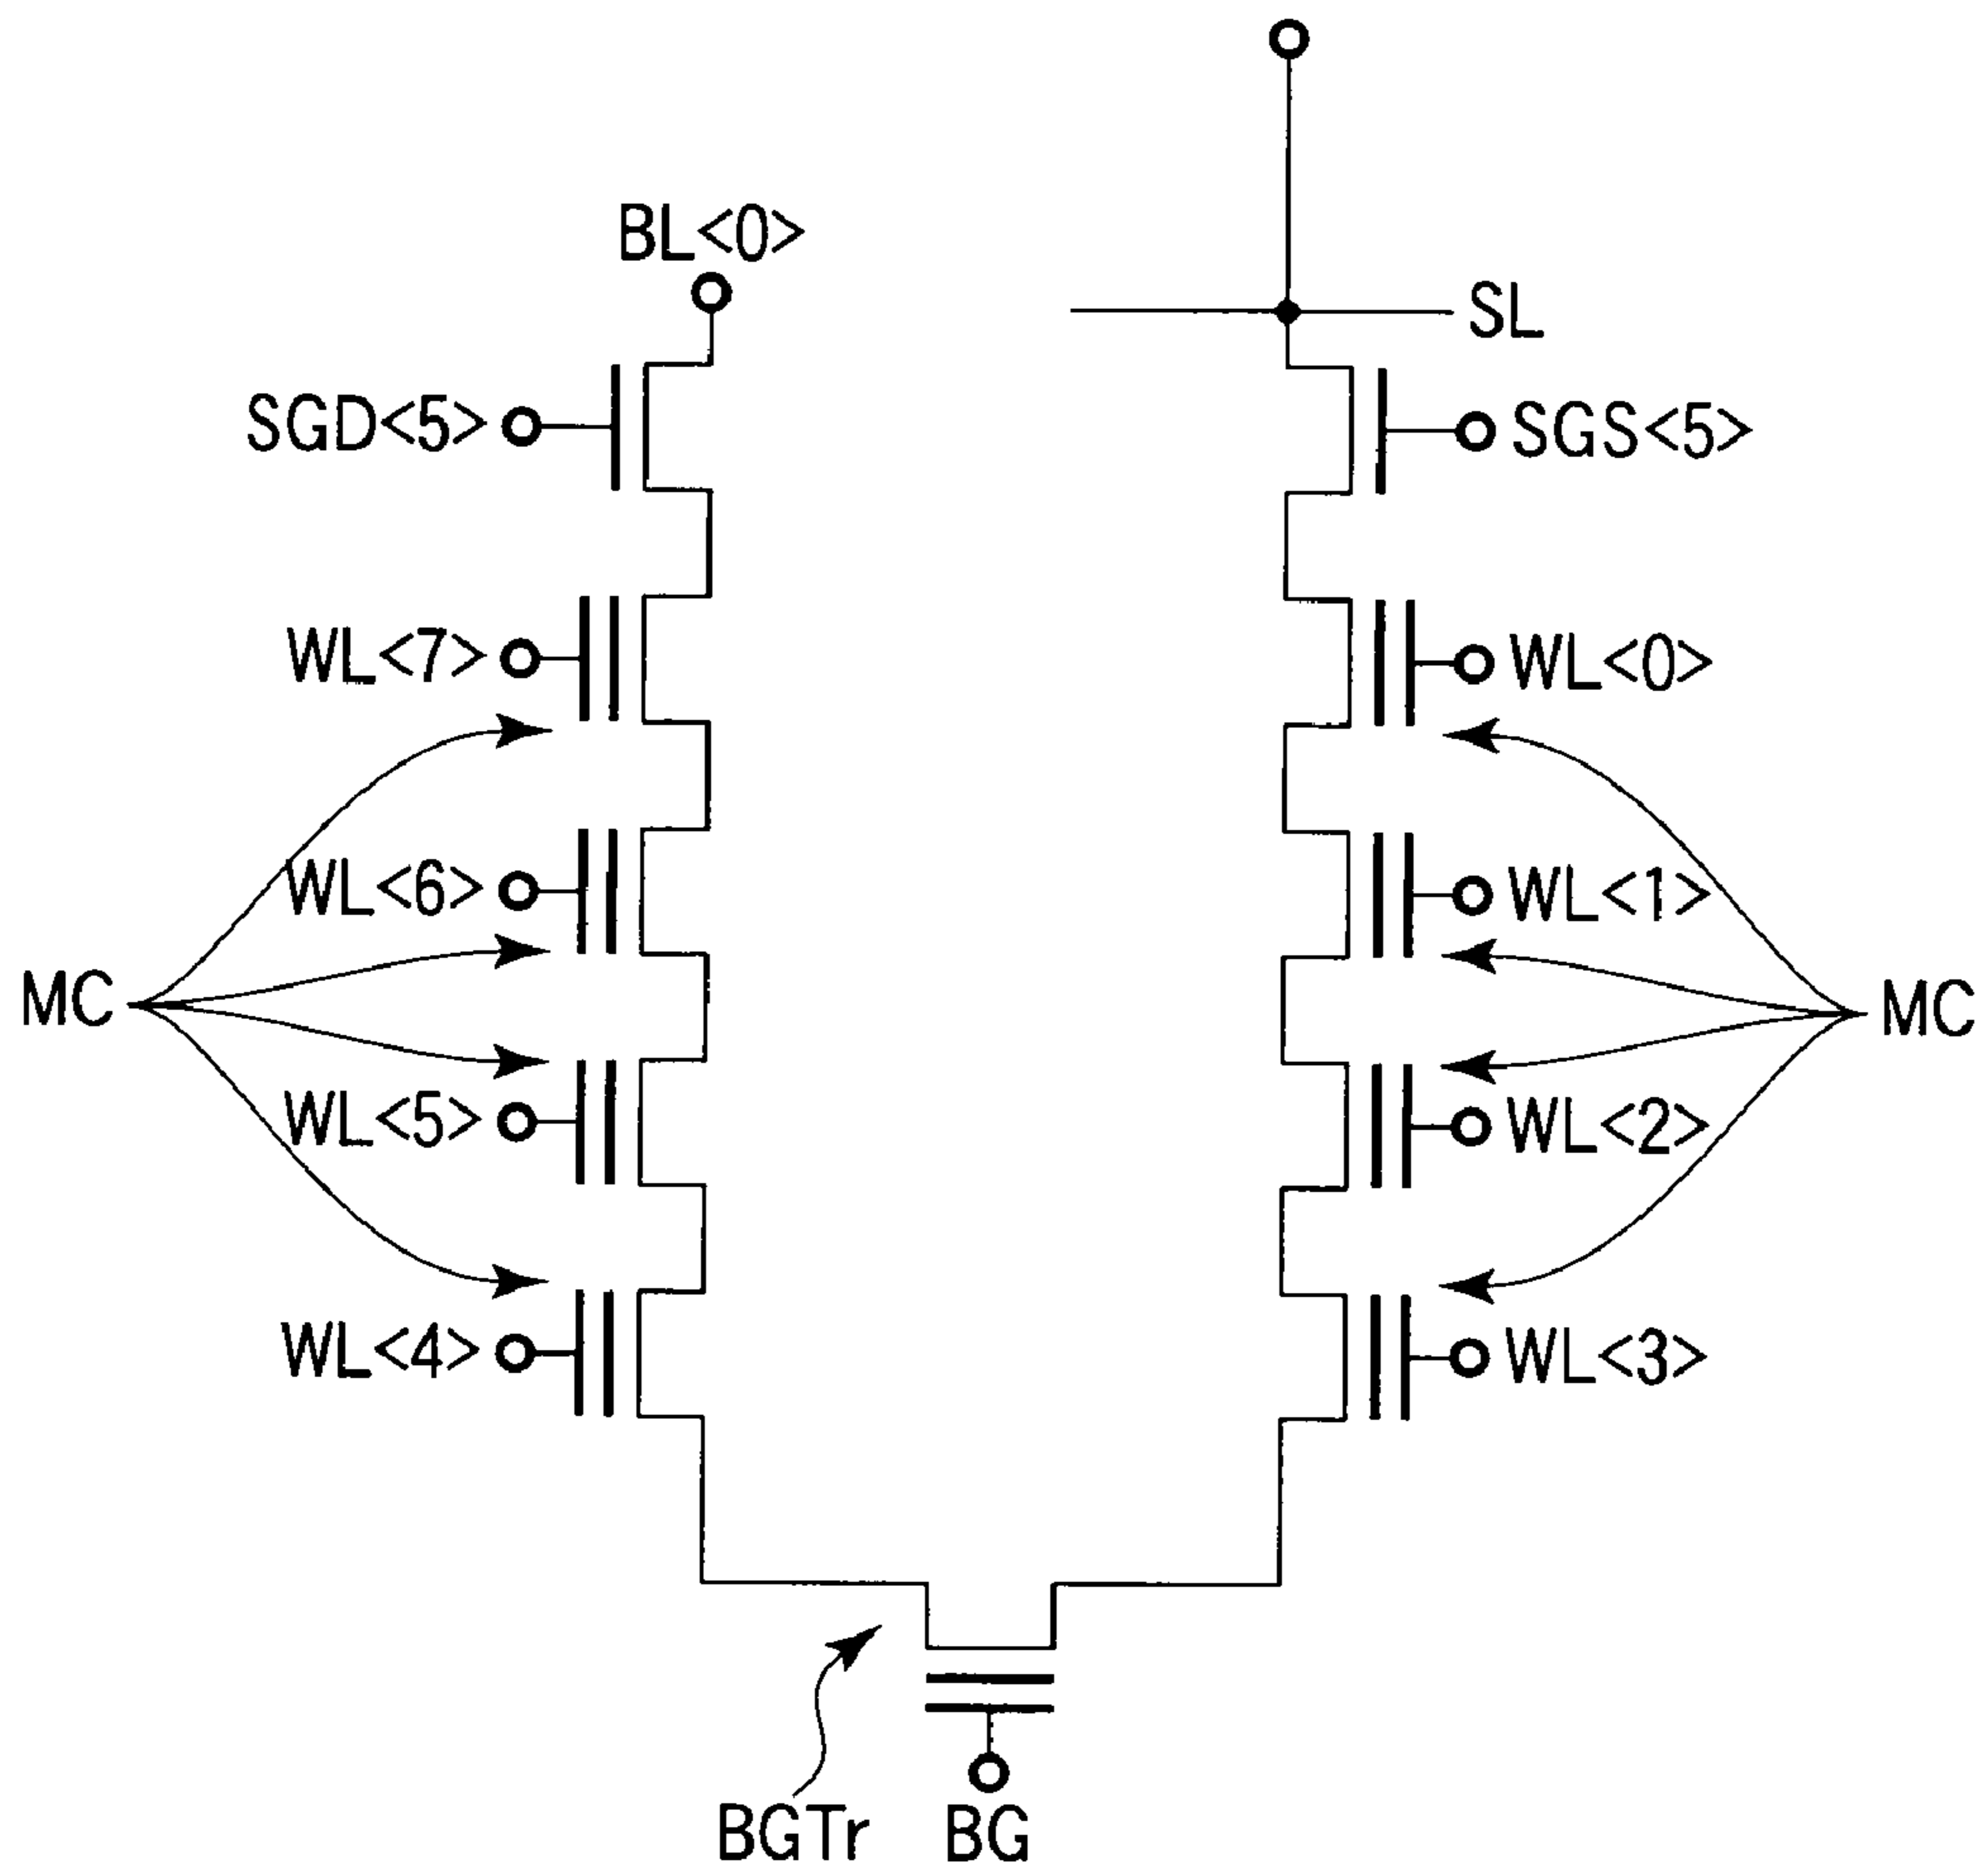 BL<0>
SL
SGD<5>
SGS<5>
WL<7>
WL<0>
WL<6>
WL<1>
MC
MC
WL<5>
WL<2>
WL<4>
WL<3>
BGTr
BG